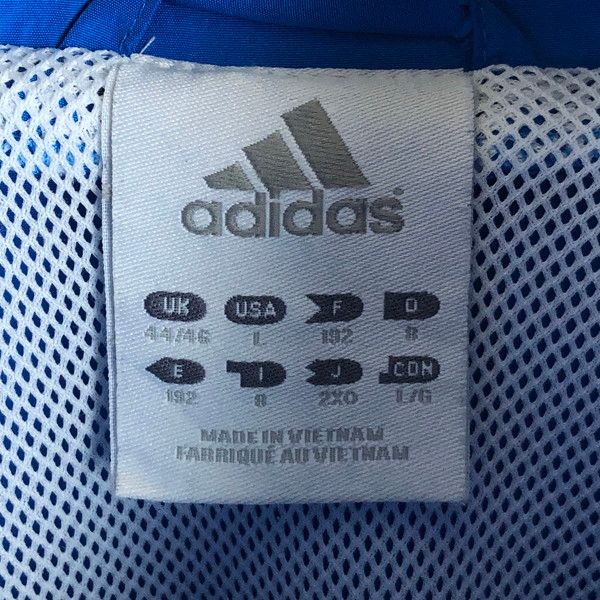 adidas
UK USA F D
44/46 L 192 8
E I J CDN
192 8 2XO L/G
MADE IN VIETNAM
FABRIQUÉ AU VIETNAM